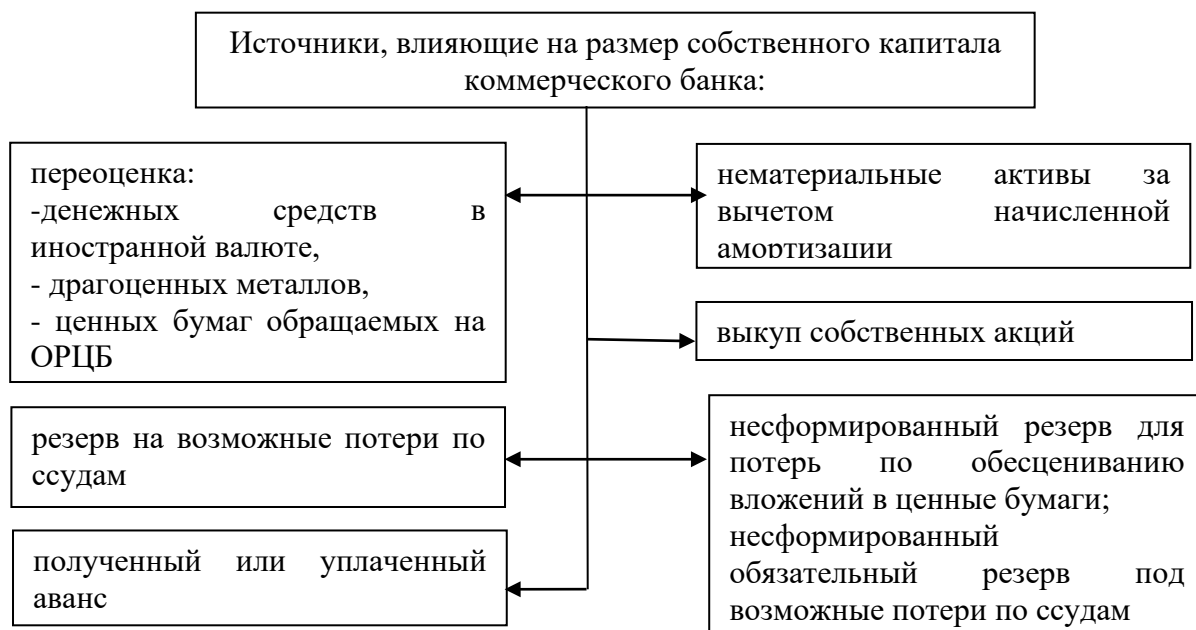 Источники, влияющие на размер собственного капитала
коммерческого банка:
переоценка:
-денежных средств в
иностранной валюте,
- драгоценных металлов,
- ценных бумаг обращаемых на
ОРЦБ
нематериальные активы за
вычетом начисленной
амортизации
выкуп собственных акций
резерв на возможные потери по
ссудам
несформированный резерв для
потерь по обесцениванию
вложений в ценные бумаги;
несформированный
обязательный резерв под
возможные потери по ссудам
полученный или уплаченный
аванс